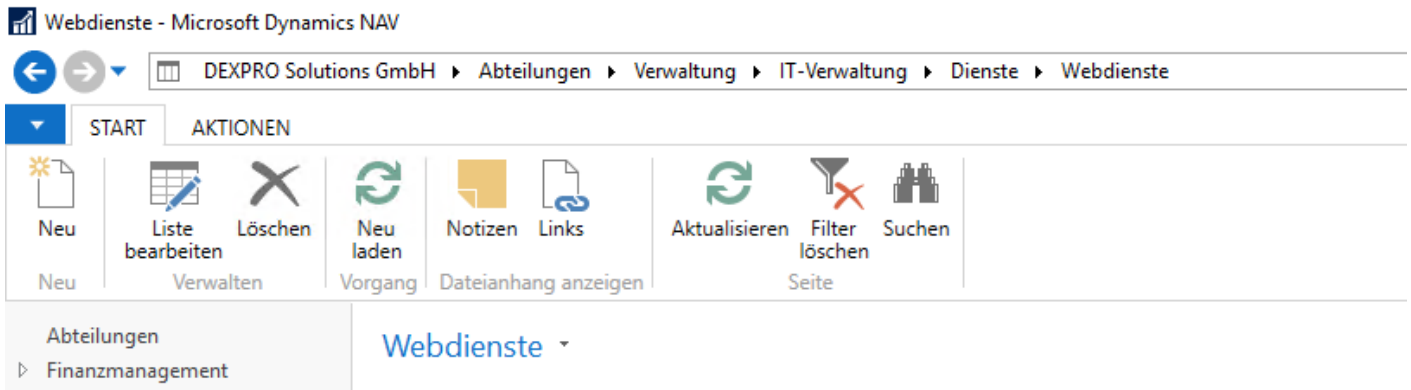 Webdienste - Microsoft Dynamics NAV
DEXPRO Solutions GmbH ▸ Abteilungen ▸ Verwaltung ▸ IT-Verwaltung ▸ Dienste ▸ Webdienste
START AKTIONEN
Neu Liste bearbeiten Löschen Neu laden Notizen Links Aktualisieren Filter löschen Suchen
Neu Verwalten Vorgang Dateianhang anzeigen Seite
Abteilungen
Webdienste
Finanzmanagement